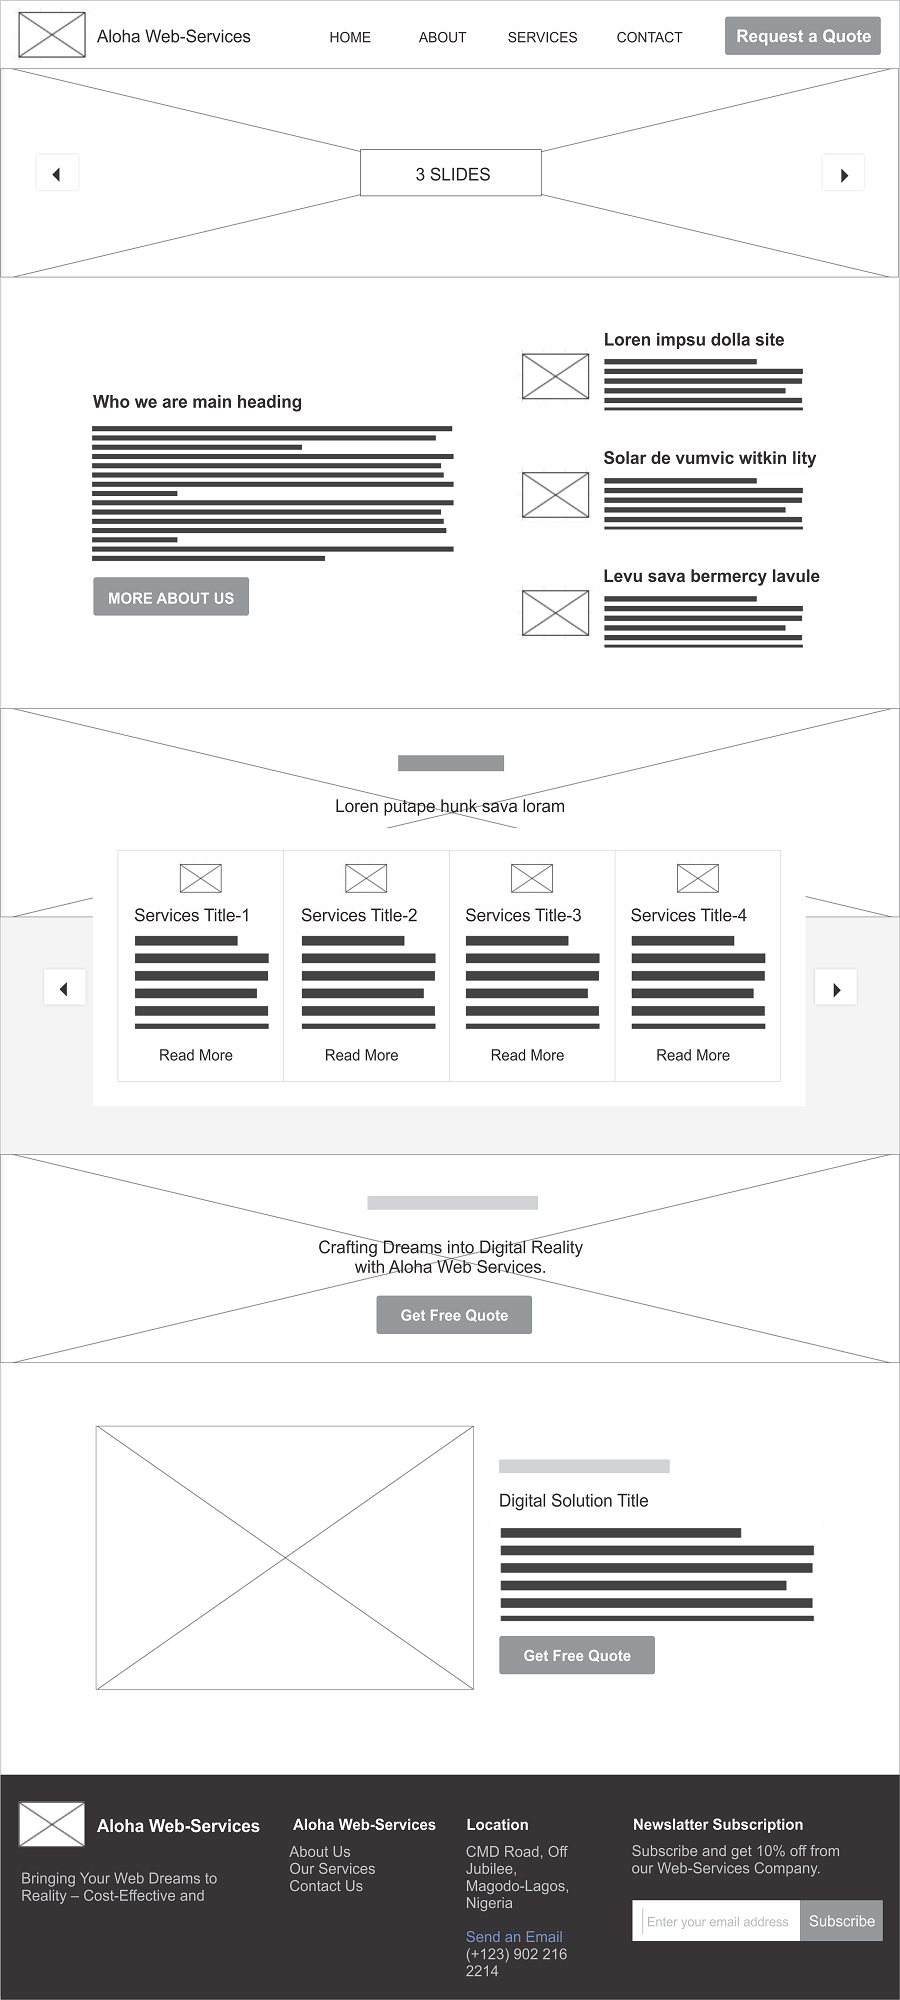 Aloha Web-Services
HOME
ABOUT
SERVICES
CONTACT
Request a Quote
3 SLIDES
Who we are main heading
MORE ABOUT US
Loren impsu dolla site
Solar de vumvic witkin lity
Levu sava bermercy lavule
Loren putape hunk sava loram
Services Title-1
Read More
Services Title-2
Read More
Services Title-3
Read More
Services Title-4
Read More
Crafting Dreams into Digital Reality
with Aloha Web Services.
Get Free Quote
Digital Solution Title
Get Free Quote
Aloha Web-Services
Bringing Your Web Dreams to
Reality – Cost-Effective and
Aloha Web-Services
About Us
Our Services
Contact Us
Location
CMD Road, Off
Jubilee,
Magodo-Lagos,
Nigeria
Send an Email
(+123) 902 216
2214
Newslatter Subscription
Subscribe and get 10% off from
our Web-Services Company.
Enter your email address
Subscribe